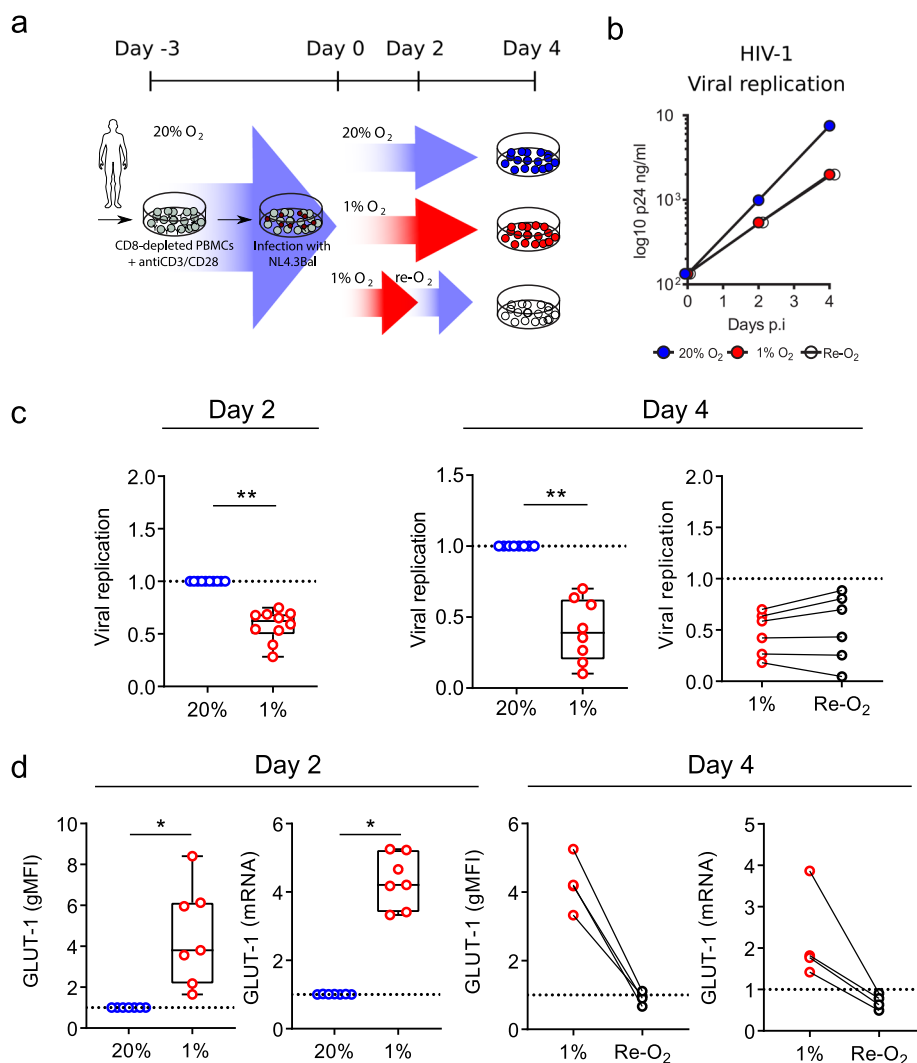 a
Day -3
Day 0
Day 2
Day 4
20% O2
20% O2
1% O2
1% O2
re-O2
CD8-depleted PBMCs
+ antiCD3/CD28
Infection with
NL4.3Bal
b
HIV-1
Viral replication
log10 p24 ng/ml
10
10³
10²
0
1
2
3
4
Days p.i
20% O2
1% O2
Re-O2
c
Day 2
Day 4
Viral replication
2.0
1.5
1.0
0.5
0.0
**
20%
1%
Viral replication
1.5
1.0
0.5
0.0
**
20%
1%
Viral replication
2.0
1.5
1.0
0.5
0.0
1%
Re-O2
d
Day 2
Day 4
GLUT-1 (gMFI)
10
8
6
4
2
0
*
20%
1%
GLUT-1 (mRNA)
6
4
2
0
*
20%
1%
GLUT-1 (gMFI)
6
4
2
0
1%
Re-O2
GLUT-1 (mRNA)
5
4
3
2
1
0
1%
Re-O2